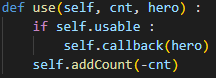 def use(self, cnt, hero) :
    if self.usable :
        self.callback(hero)
    self.addCount(-cnt)